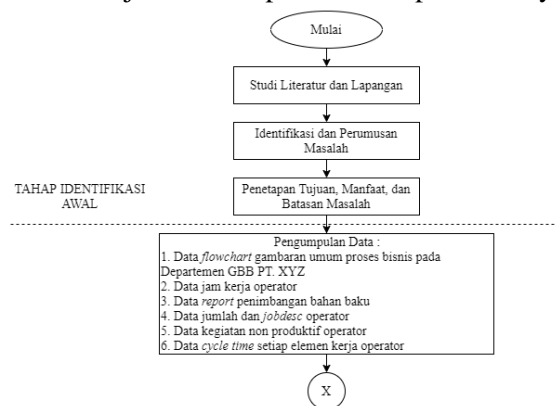 Mulai
Studi Literatur dan Lapangan
Identifikasi dan Perumusan
Masalah
TAHAP IDENTIFIKASI
AWAL
Penetapan Tujuan, Manfaat, dan
Batasan Masalah
Pengumpulan Data :
1. Data flowchart gambaran umum proses bisnis pada
Departemen GBB PT. XYZ
2. Data jam kerja operator
3. Data report penimbangan bahan baku
4. Data jumlah dan jobdesc operator
5. Data kegiatan non produktif operator
6. Data cycle time setiap elemen kerja operator
X